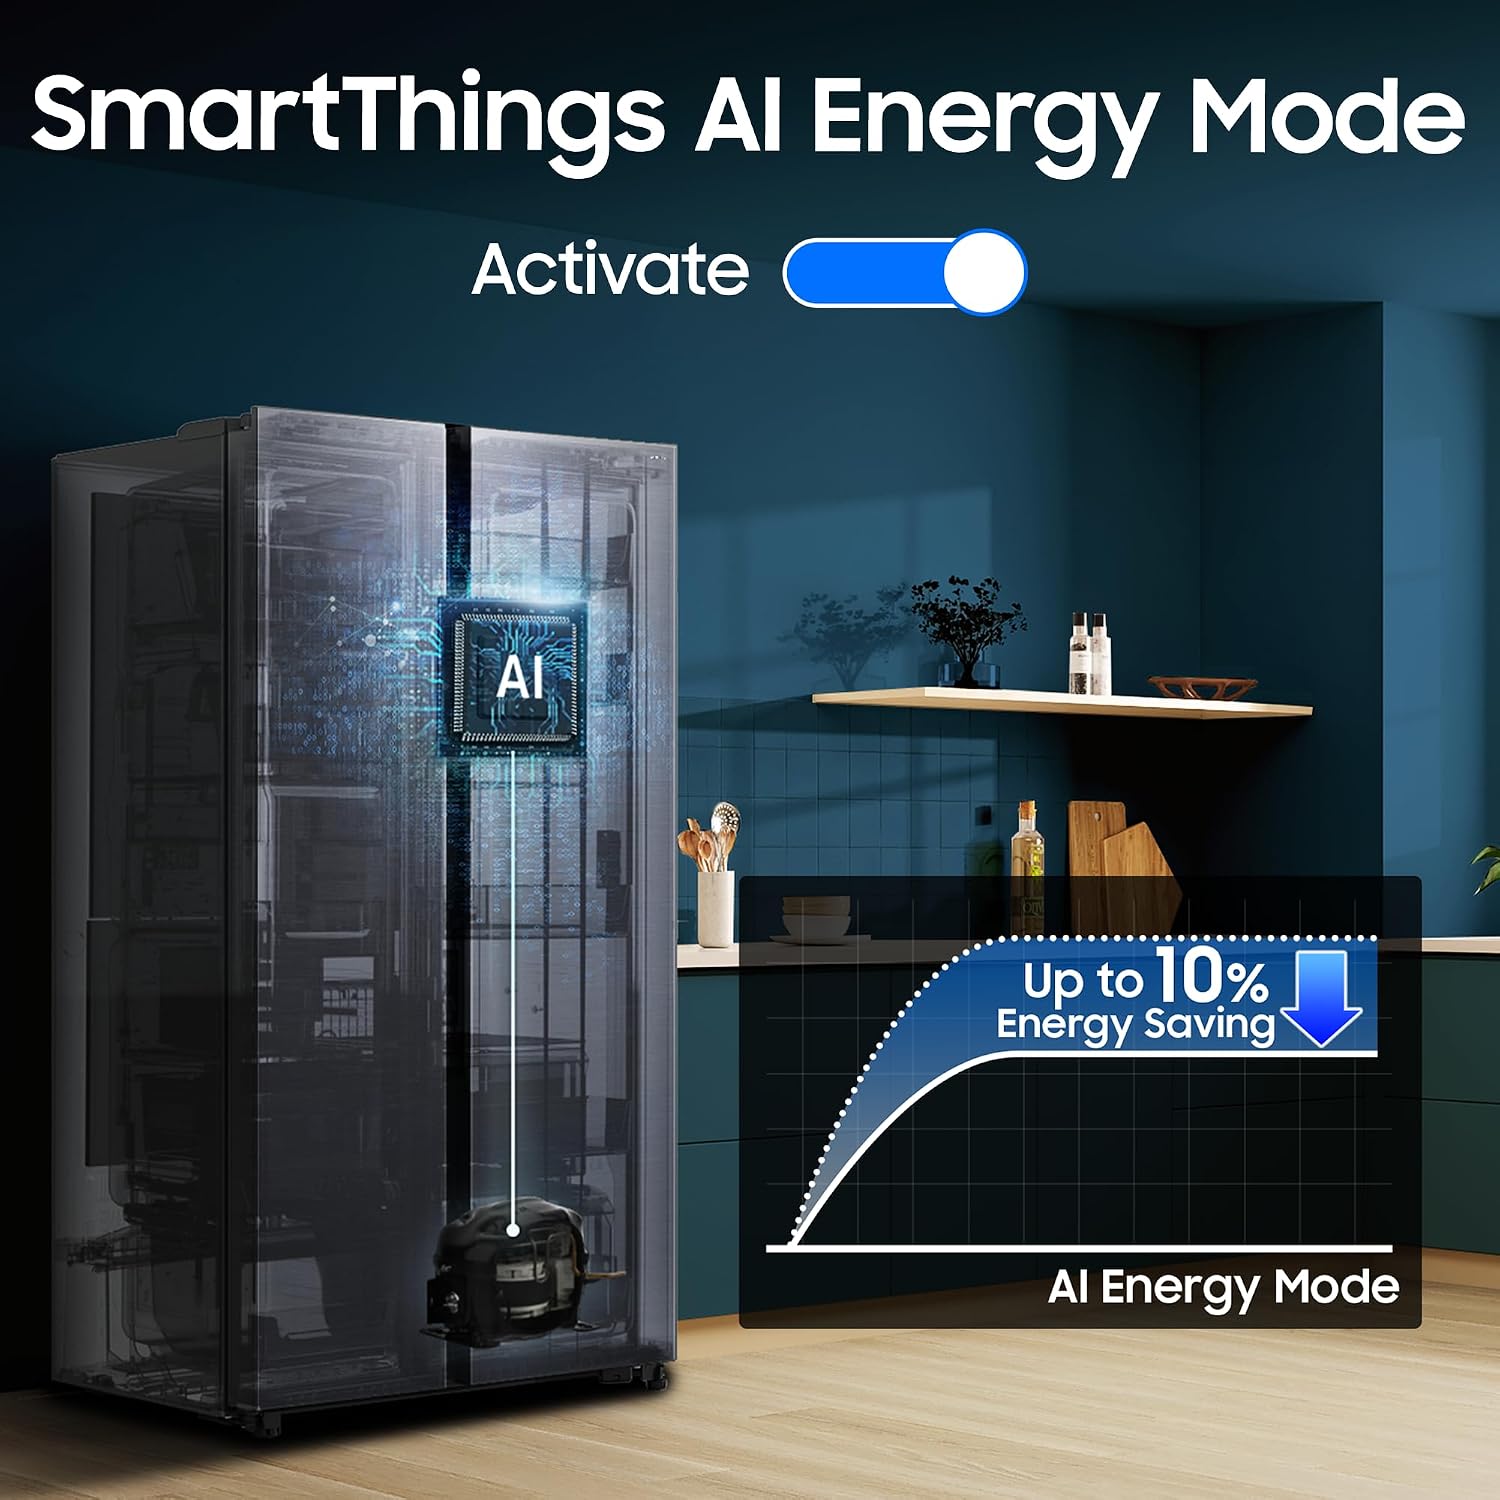 SmartThings AI Energy Mode
Activate
AI
Up to 10%
Energy Saving
AI Energy Mode